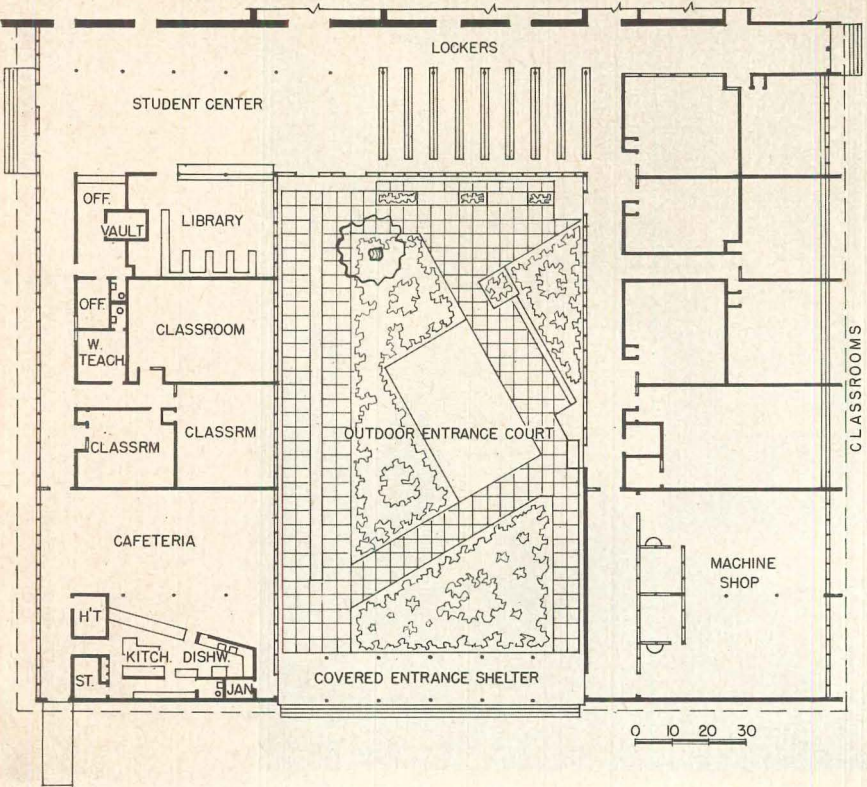 LOCKERS
STUDENT CENTER
OFF.
VAULT
LIBRARY
OFF.
CLASSROOM
W.
TEACH.
CLASSRM
CLASSRM
OUTDOOR ENTRANCE COURT
CLASSROOMS
CAFETERIA
MACHINE
SHOP
H'T
KITCH.
DISHW.
ST.
JAN.
COVERED ENTRANCE SHELTER
0 10 20 30